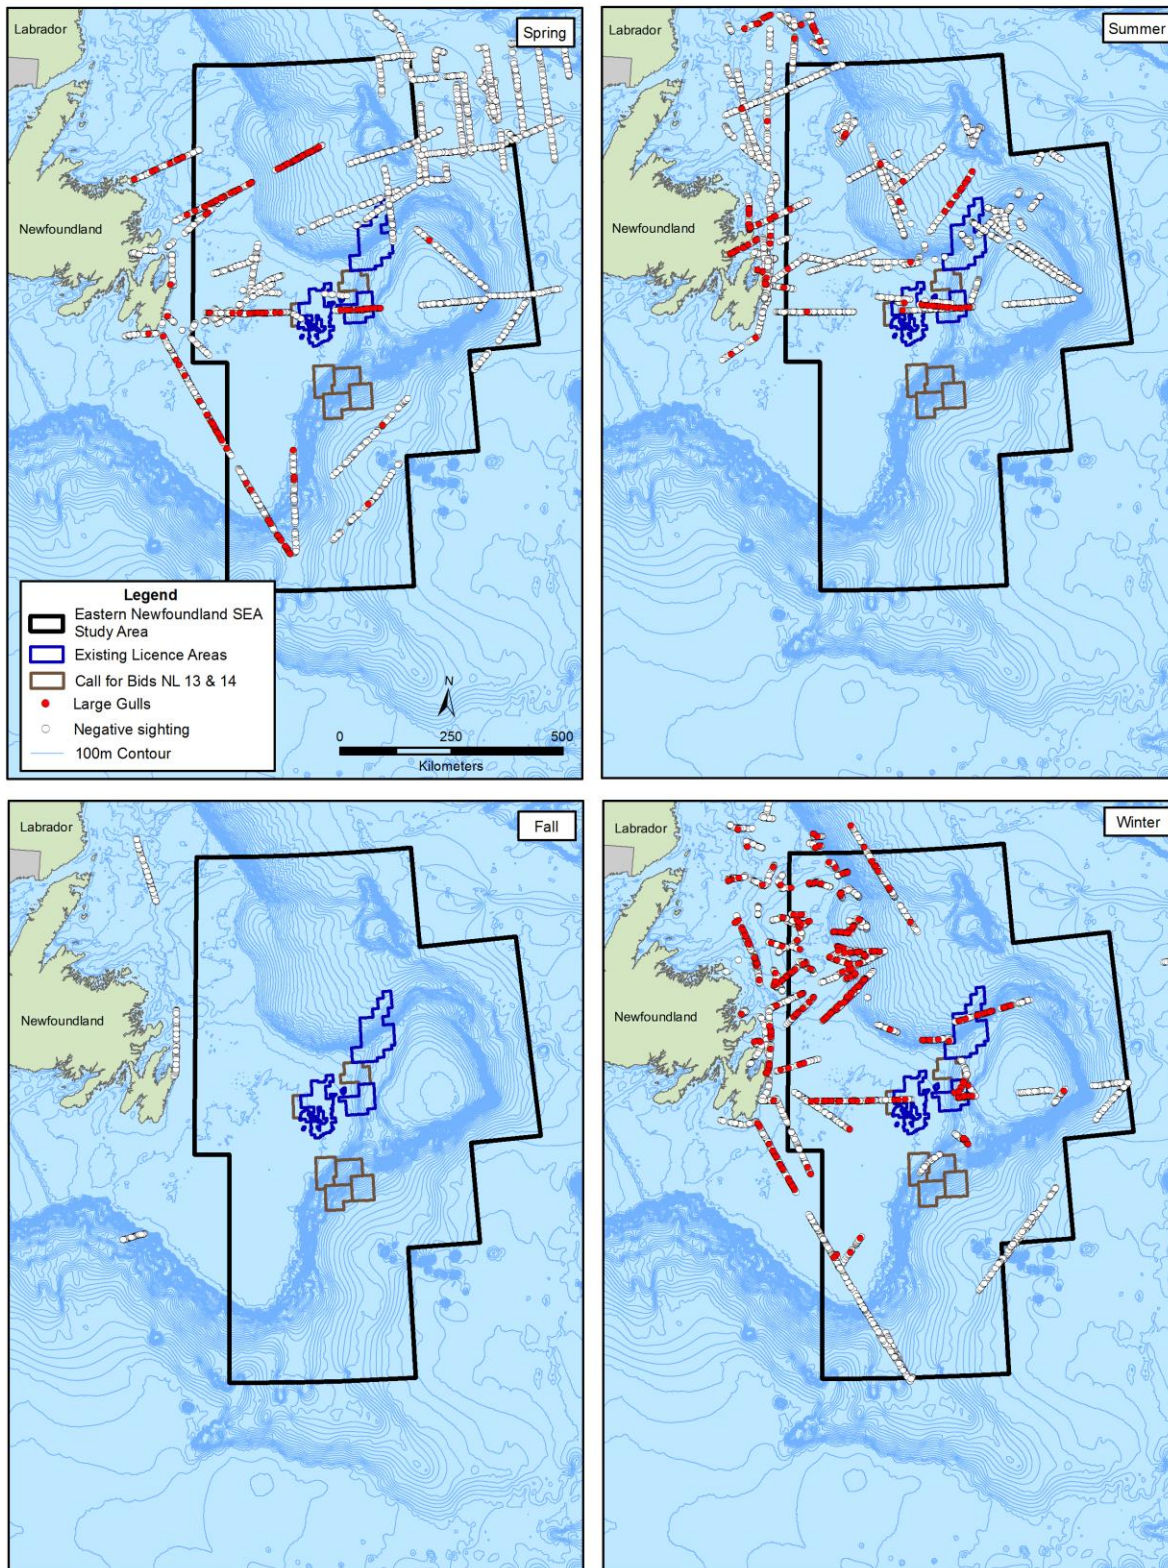 Labrador
Spring
Newfoundland
Legend
Eastern Newfoundland SEA
Study Area
Existing Licence Areas
Call for Bids NL 13 & 14
Large Gulls
Negative sighting
100m Contour
N
0 250 500
Kilometers
Labrador
Summer
Newfoundland
Labrador
Fall
Newfoundland
Labrador
Winter
Newfoundland